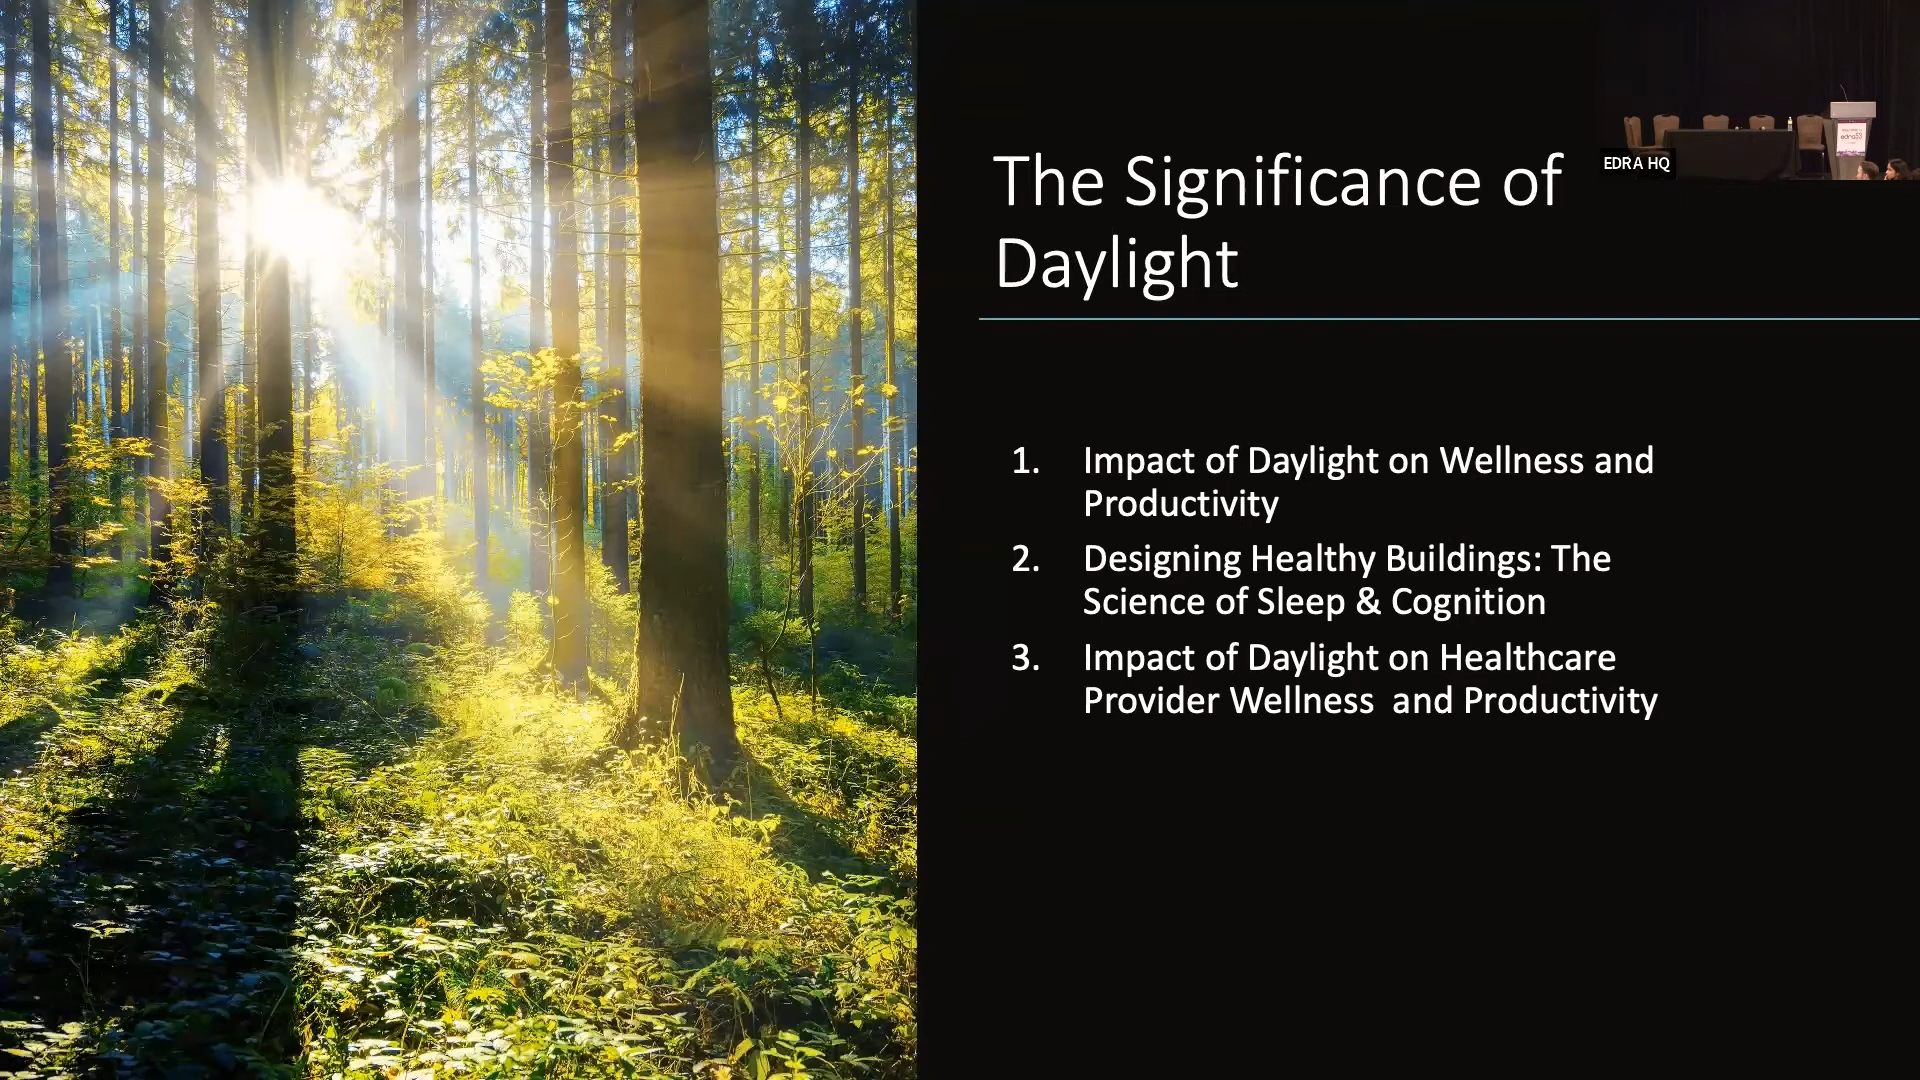 The Significance of
Daylight
EDRA HQ
1. Impact of Daylight on Wellness and
Productivity
2. Designing Healthy Buildings: The
Science of Sleep & Cognition
3. Impact of Daylight on Healthcare
Provider Wellness  and Productivity